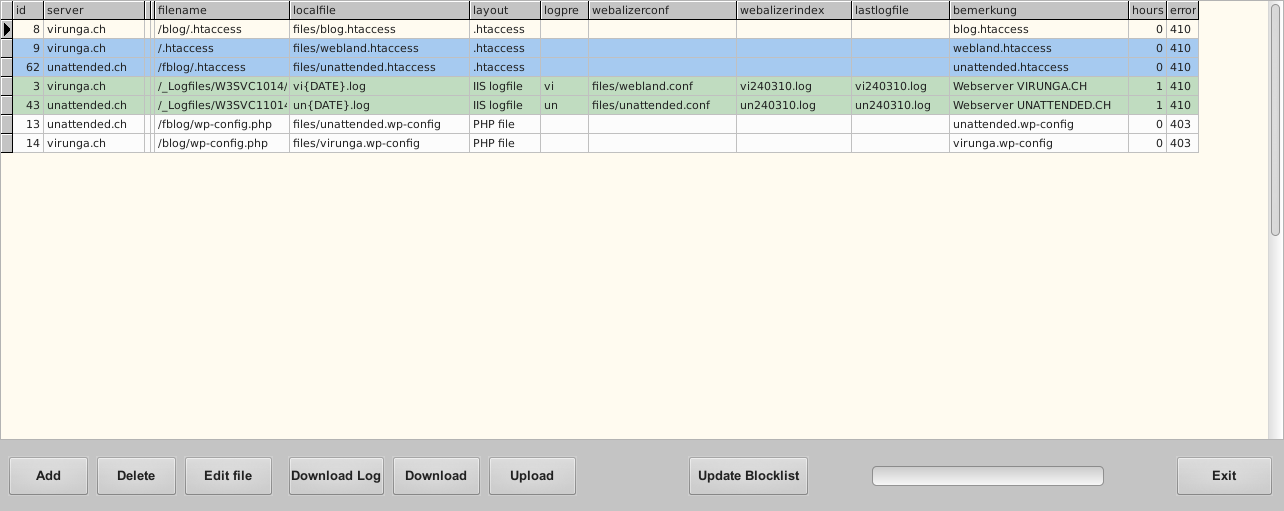 id server filename localfile layout logpre webalizerconf webalizerindex lastlogfile bemerkung hours error
8 virunga.ch /blog/.htaccess files/blog.htaccess .htaccess blog.htaccess 0 410
9 virunga.ch /.htaccess files/webland.htaccess .htaccess webland.htaccess 0 410
62 unattended.ch /fblog/.htaccess files/unattended.htaccess .htaccess unattended.htaccess 0 410
3 virunga.ch /_Logfiles/W3SVC1014/ vi{DATE}.log IIS logfile vi files/webland.conf vi240310.log vi240310.log Webserver VIRUNGA.CH 1 410
43 unattended.ch /_Logfiles/W3SVC11014 un{DATE}.log IIS logfile un files/unattended.conf un240310.log un240310.log Webserver UNATTENDED.CH 1 410
13 unattended.ch /fblog/wp-config.php files/unattended.wp-config PHP file unattended.wp-config 0 403
14 virunga.ch /blog/wp-config.php files/virunga.wp-config PHP file virunga.wp-config 0 403
Add Delete Edit file Download Log Download Upload Update Blocklist Exit